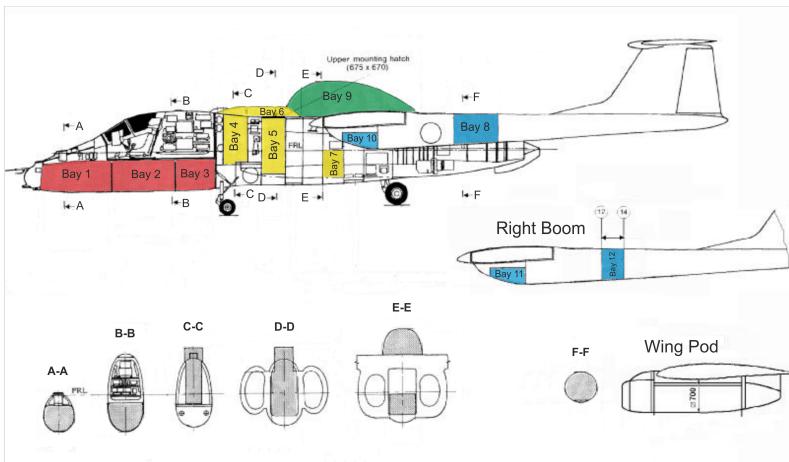 Upper mounting hatch
(675 x 670)
D
E
C
F
B
A
Bay 9
Bay 6
Bay 4
Bay 5
Bay 10
Bay 8
FRL
Bay 7
Bay 1
Bay 2
Bay 3
A
B
C
D
E
F
Right Boom
12
14
Bay 11
Bay 12
E-E
B-B
C-C
D-D
A-A
FRL
F-F
Wing Pod
⌀700